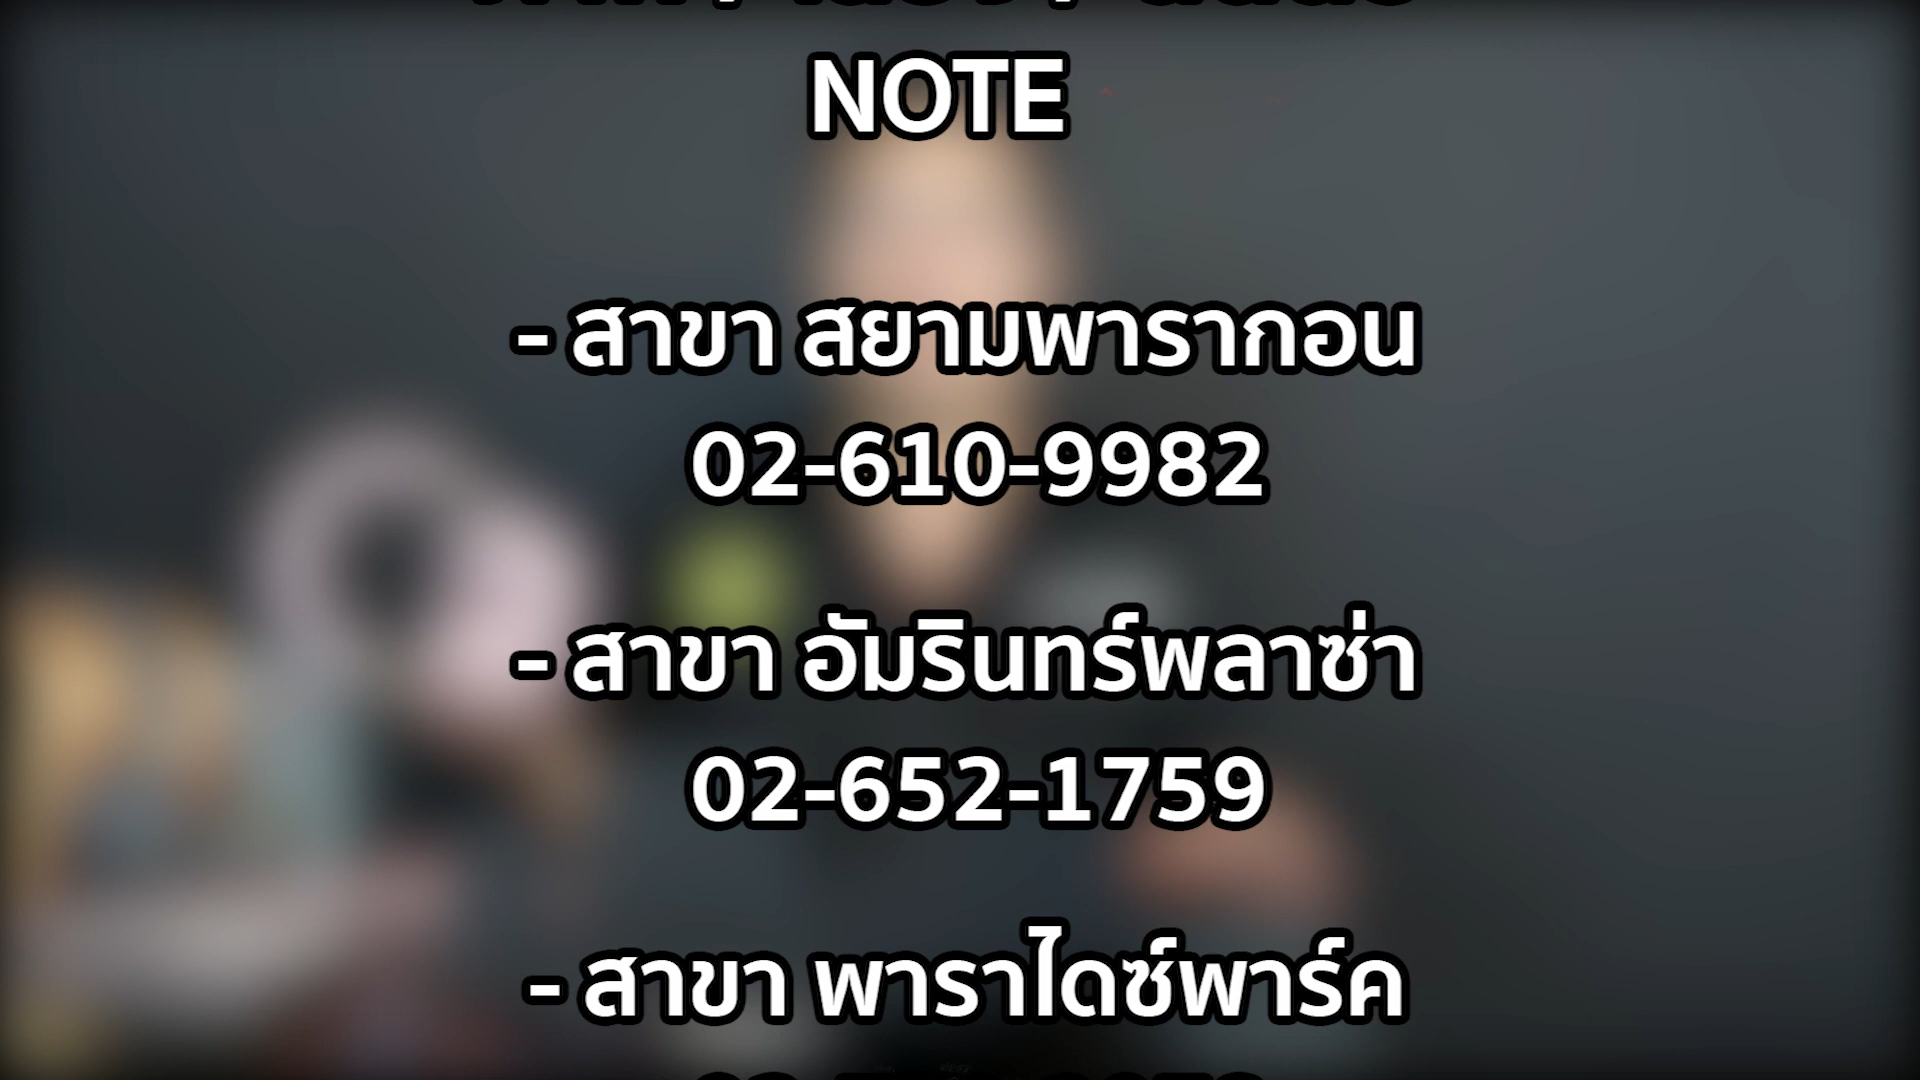 NOTE
- สาขา สยามพารากอน
02-610-9982
- สาขา อัมรินทร์พลาซ่า
02-652-1759
- สาขา พาราไดซ์พาร์ค